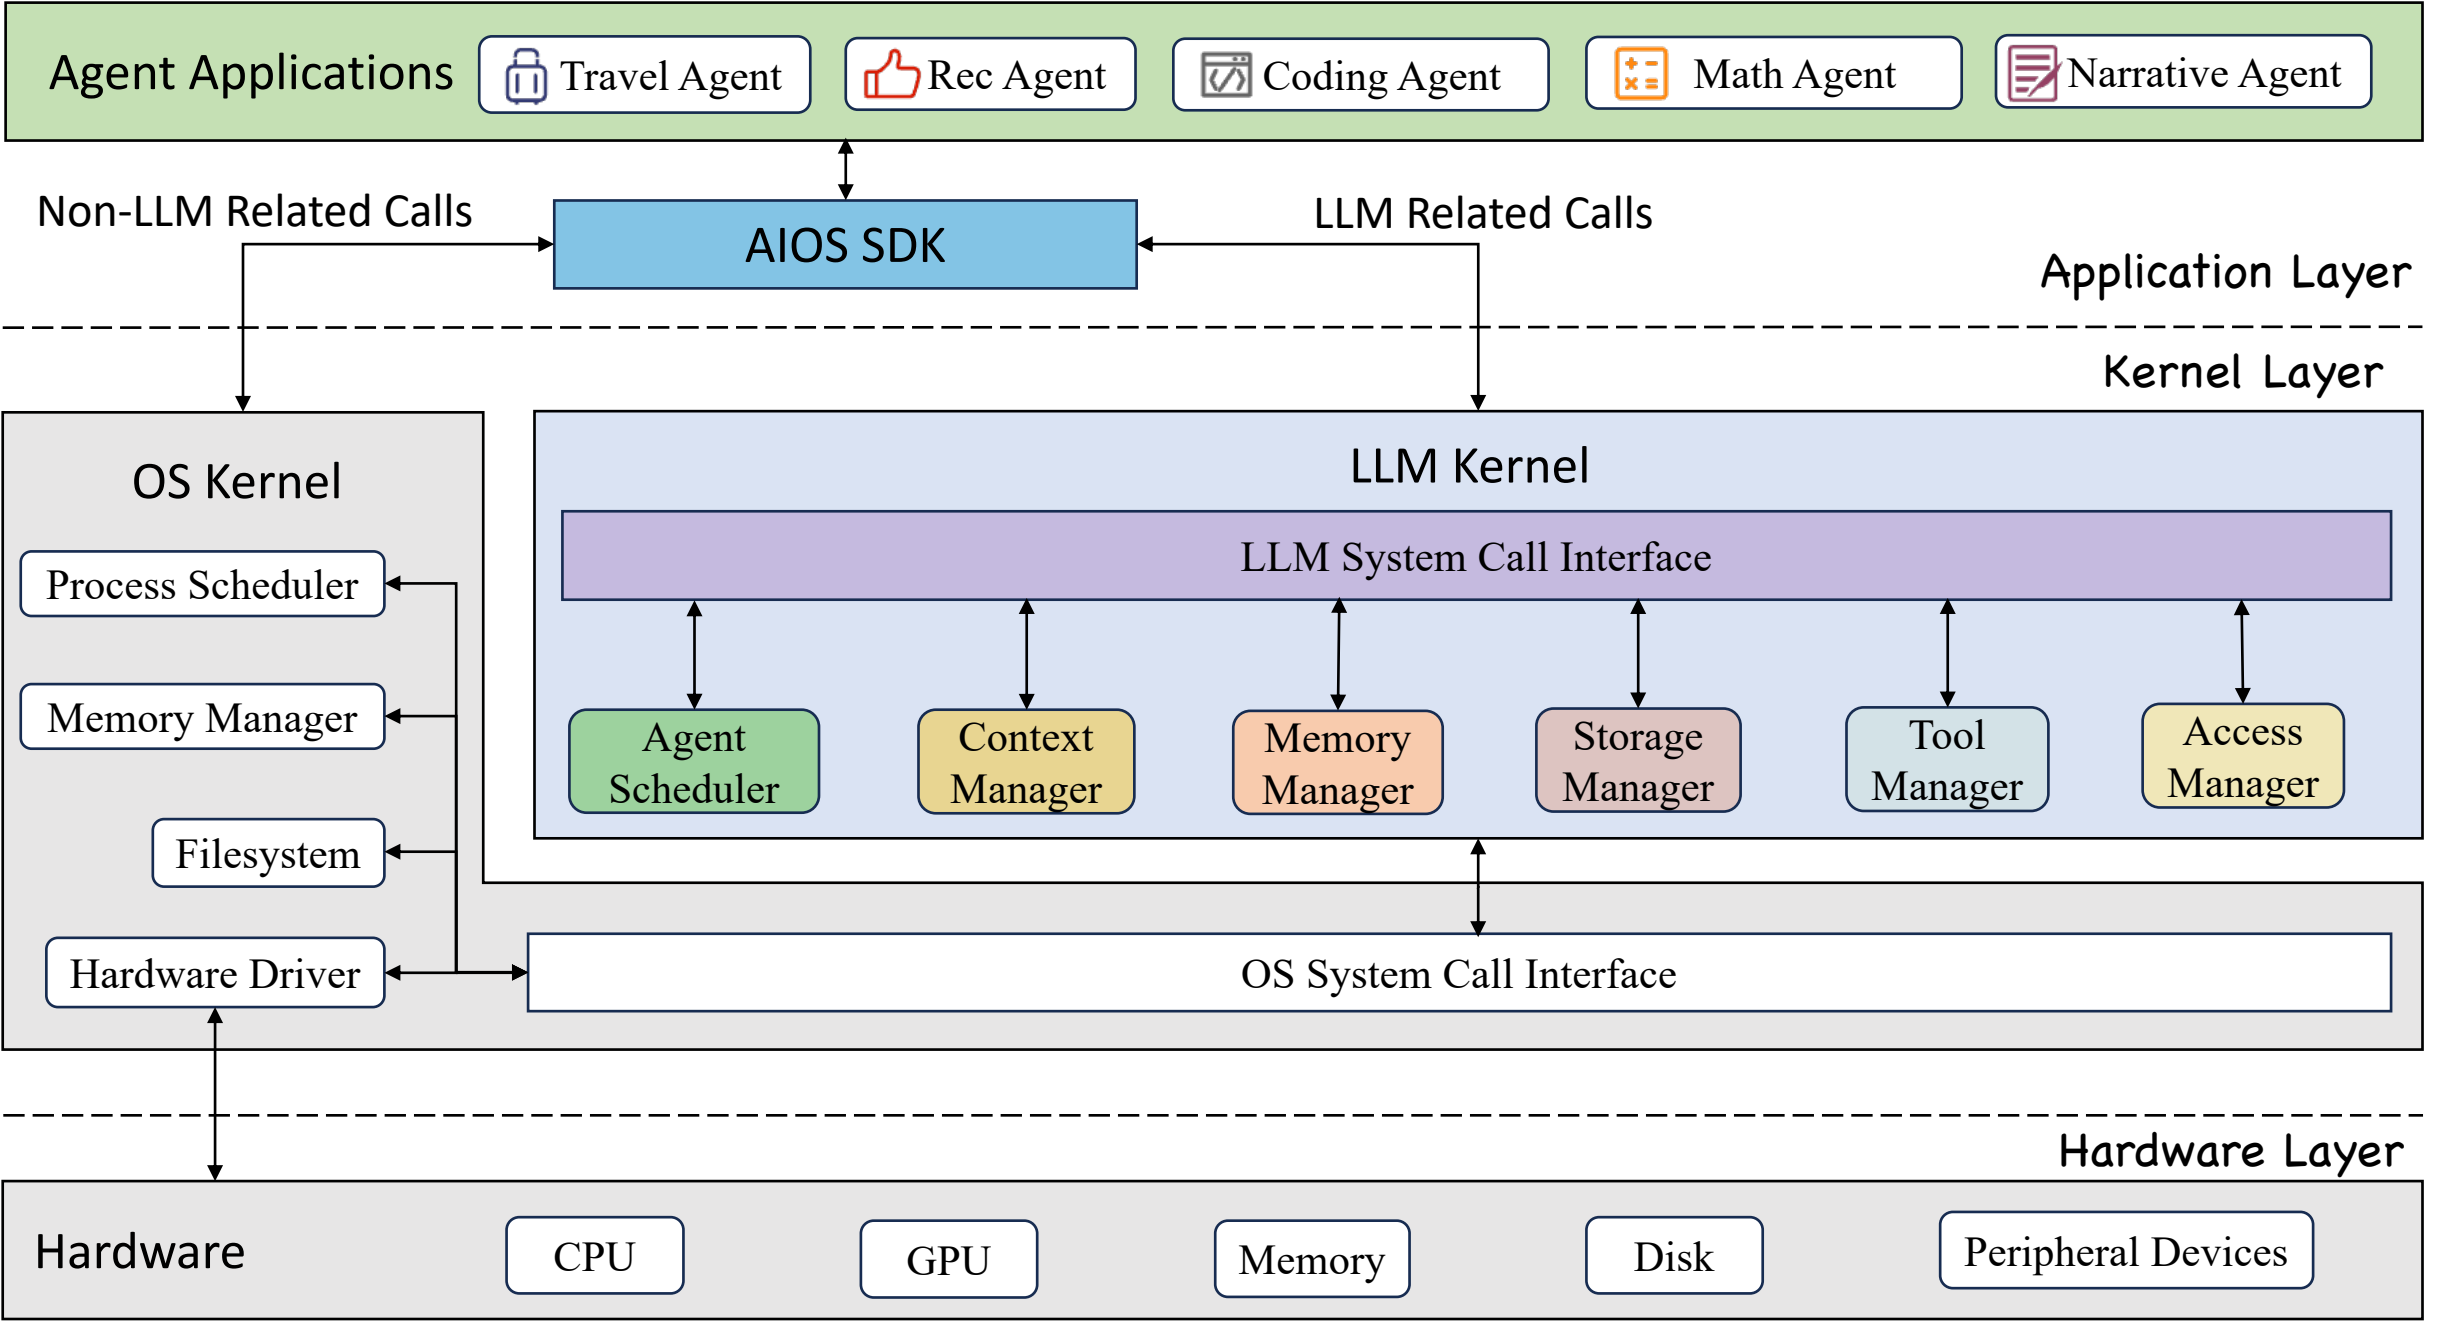 Agent Applications
Travel Agent
Rec Agent
Coding Agent
Math Agent
Narrative Agent
Non-LLM Related Calls
AIOS SDK
LLM Related Calls
Application Layer
Kernel Layer
OS Kernel
Process Scheduler
Memory Manager
Filesystem
Hardware Driver
LLM Kernel
LLM System Call Interface
Agent
Scheduler
Context
Manager
Memory
Manager
Storage
Manager
Tool
Manager
Access
Manager
OS System Call Interface
Hardware Layer
Hardware
CPU
GPU
Memory
Disk
Peripheral Devices